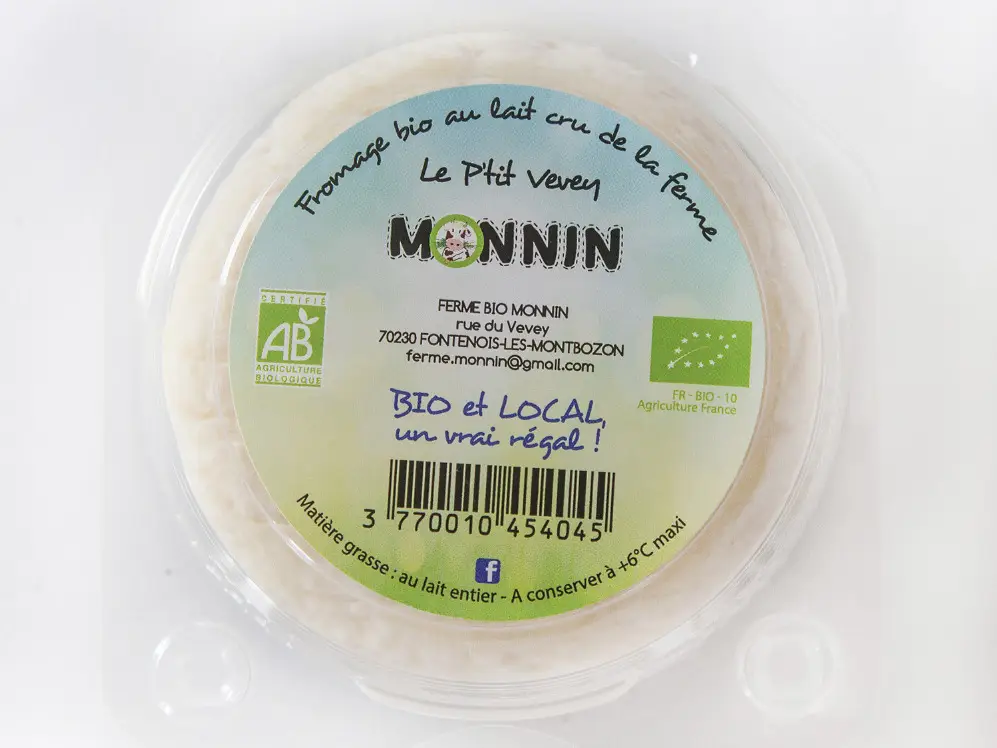 Fromage bio au lait cru de la ferme
Le P'tit Vevey
MONNIN
FERME BIO MONNIN
rue du Vevey
70230 FONTENOIS-LES-MONTBOZON
ferme.monnin@gmail.com
CERTIFIÉ
AB
AGRICULTURE
BIOLOGIQUE
FR - BIO - 10
Agriculture France
BIO et LOCAL,
un vrai régal !
3 770010 454045
f
Matière grasse : au lait entier - A conserver à +6°C maxi